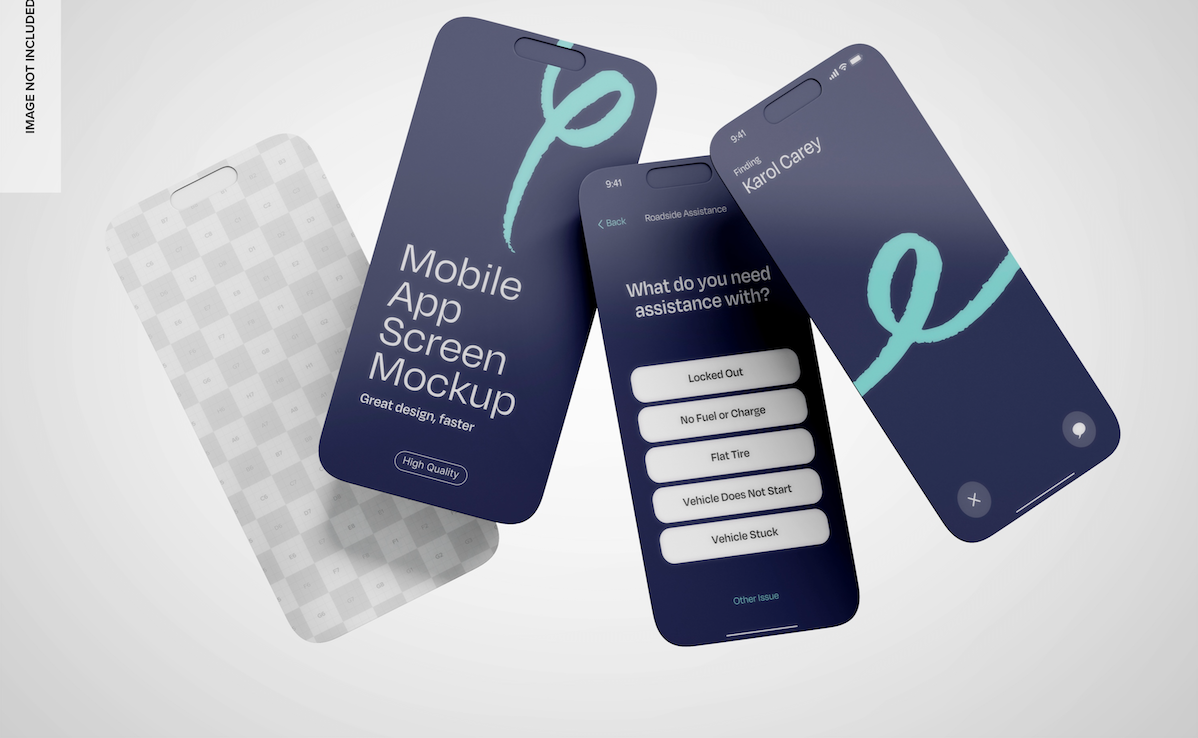 IMAGE NOT INCLUDED
Mobile
App
Screen
Mockup
Great design, faster
High Quality
9:41
Back
Roadside Assistance
What do you need
assistance with?
Locked Out
No Fuel or Charge
Flat Tire
Vehicle Does Not Start
Vehicle Stuck
Other Issue
9:41
Finding
Karol Carey